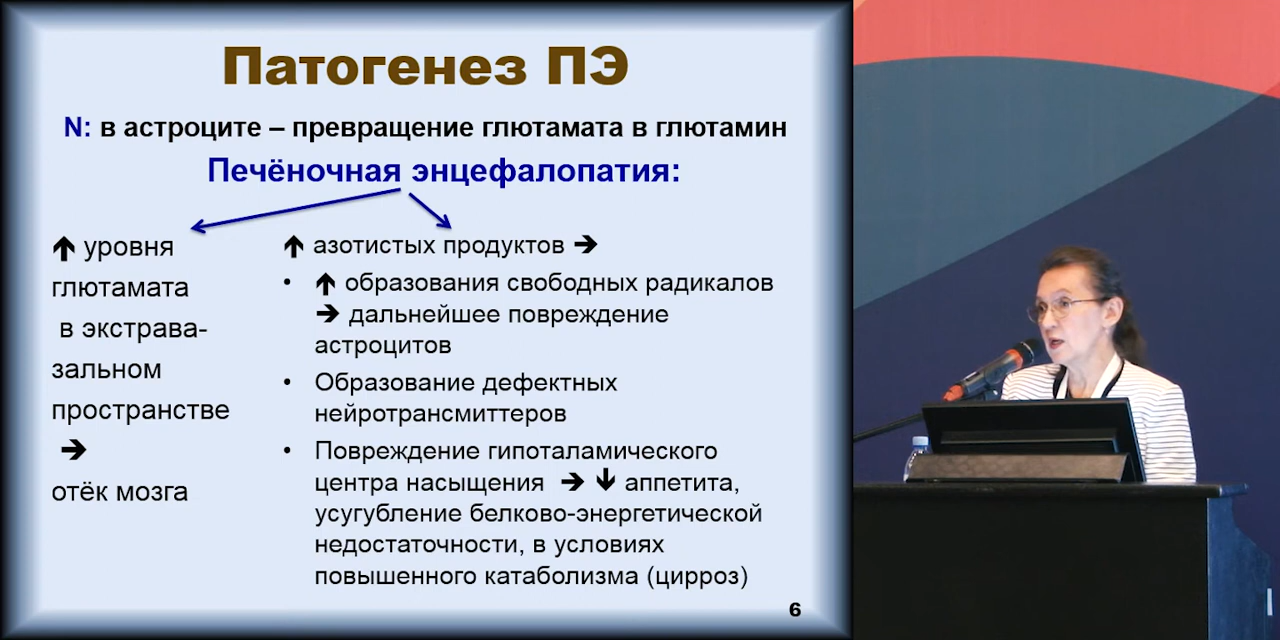 Патогенез ПЭ
N: в астроците – превращение глютамата в глютамин
Печёночная энцефалопатия:
🡩 уровня
глютамата
в экстрава-
зальном
пространстве
➔
отёк мозга
🡩 азотистых продуктов ➔
• 🡩 образования свободных радикалов
➔ дальнейшее повреждение
астроцитов
• Образование дефектных
нейротрансмиттеров
• Повреждение гипоталамического
центра насыщения ➔ 🡫 аппетита,
усугубление белково-энергетической
недостаточности, в условиях
повышенного катаболизма (цирроз)
6